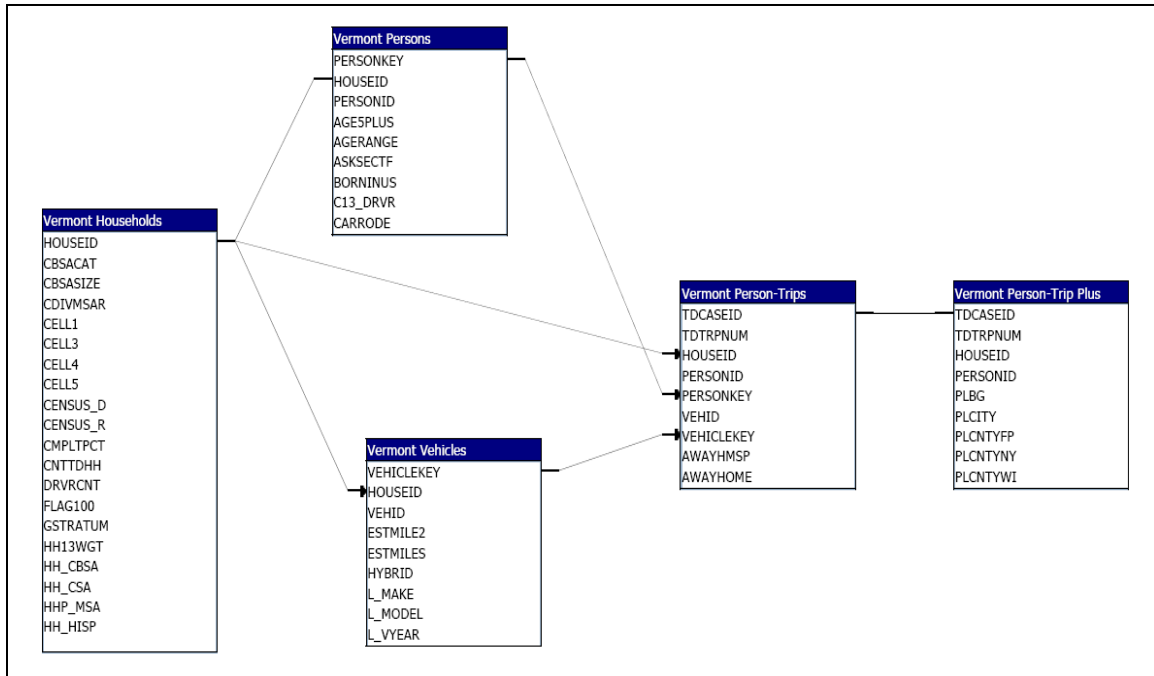 Vermont Persons
PERSONKEY
HOUSEID
PERSONID
AGE5PLUS
AGERANGE
ASKSECTF
BORNINUS
C13_DRVR
CARRODE
Vermont Households
HOUSEID
CBSACAT
CBSASIZE
CDIVMSAR
CELL1
CELL3
CELL4
CELL5
CENSUS_D
CENSUS_R
CMPLTPCT
CNTTDHH
DRVRCNT
FLAG100
GSTRATUM
HH13WGT
HH_CBSA
HH_CSA
HHP_MSA
HH_HISP
Vermont Vehicles
VEHICLEKEY
HOUSEID
VEHID
ESTMILE2
ESTMILES
HYBRID
L_MAKE
L_MODEL
L_VYEAR
Vermont Person-Trips
TDCASEID
TDTRPNUM
HOUSEID
PERSONID
PERSONKEY
VEHID
VEHICLEKEY
AWAYHMSP
AWAYHOME
Vermont Person-Trip Plus
TDCASEID
TDTRPNUM
HOUSEID
PERSONID
PLBG
PLCITY
PLCNTYFP
PLCNTYNY
PLCNTYWI